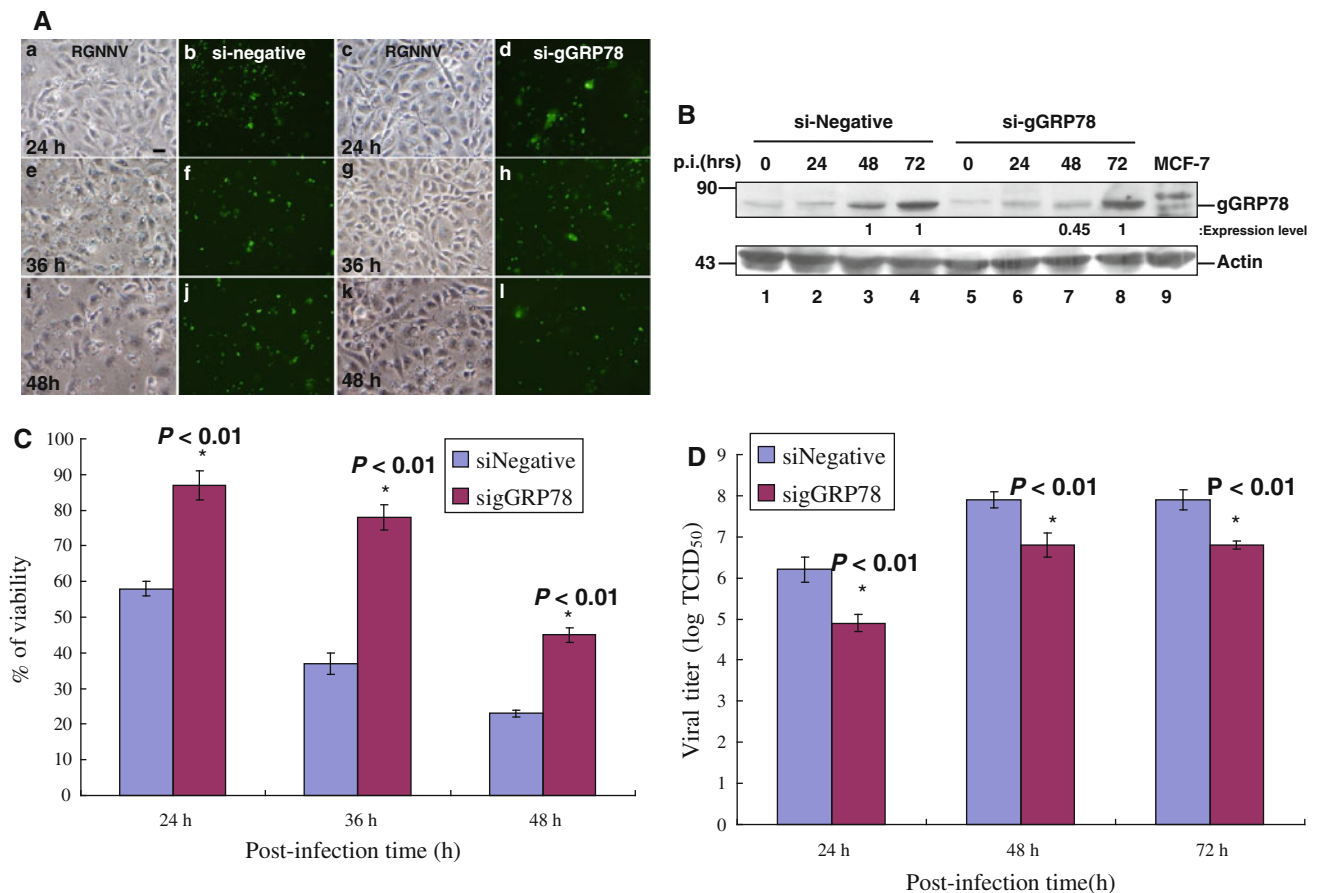 A
a RGNNV
b si-negative
c RGNNV
d si-gGRP78
24 h
24 h
e
f
g
h
36 h
36 h
i
j
k
l
48h
48 h
B
si-Negative si-gGRP78
p.i.(hrs) 0 24 48 72 0 24 48 72 MCF-7
90
gGRP78
1 1 0.45 1 :Expression level
43 Actin
1 2 3 4 5 6 7 8 9
C
% of viability
100
90
80
70
60
50
40
30
20
10
0
P < 0.01
*
P < 0.01
*
P < 0.01
*
siNegative
sigGRP78
24 h 36 h 48 h
Post-infection time (h)
D
Viral titer (log TCID50)
9
8
7
6
5
4
3
2
1
0
siNegative
sigGRP78
P < 0.01
*
P < 0.01
*
P < 0.01
*
24 h 48 h 72 h
Post-infection time(h)